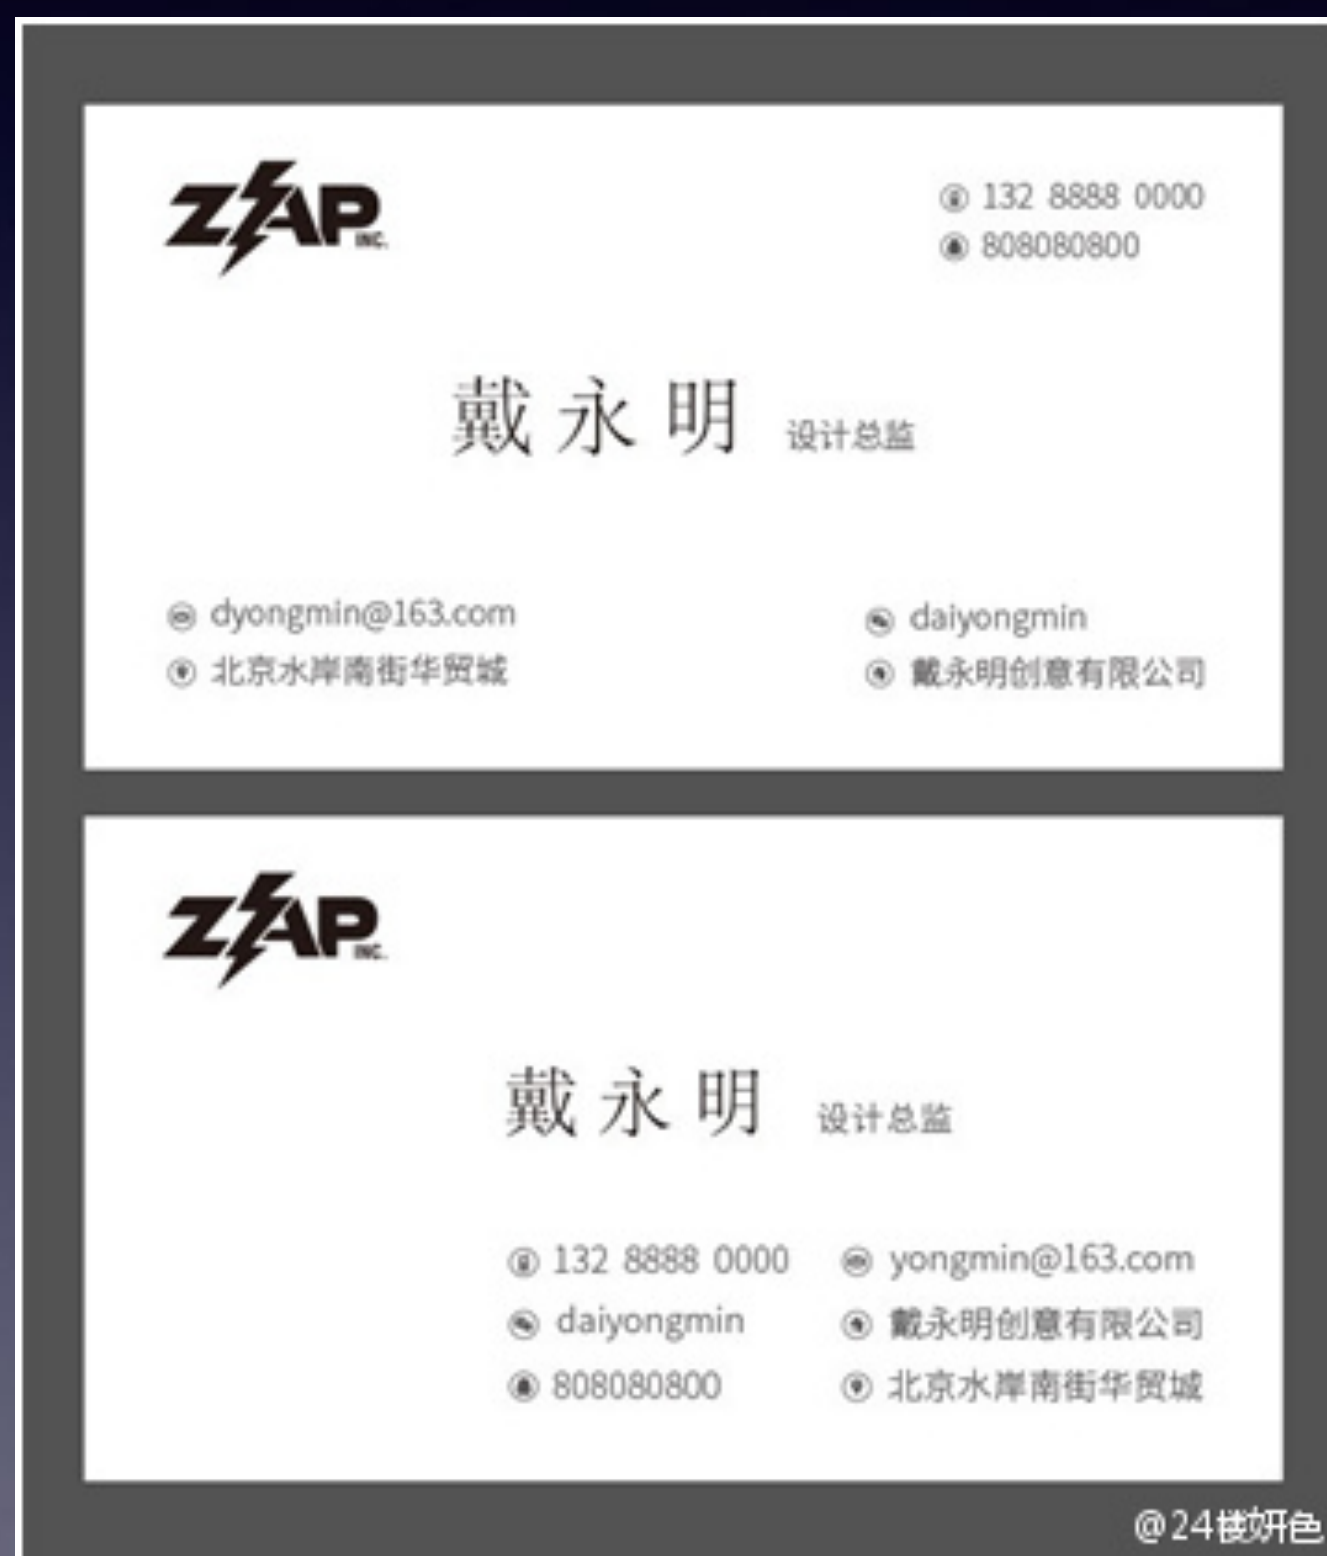 ZAP INC.
132 8888 0000
808080800
戴永明 设计总监
dyongmin@163.com
daiyongmin
北京水岸南街华贸城
戴永明创意有限公司
ZAP INC.
戴永明 设计总监
132 8888 0000
yongmin@163.com
daiyongmin
戴永明创意有限公司
808080800
北京水岸南街华贸城
@24楼妍色